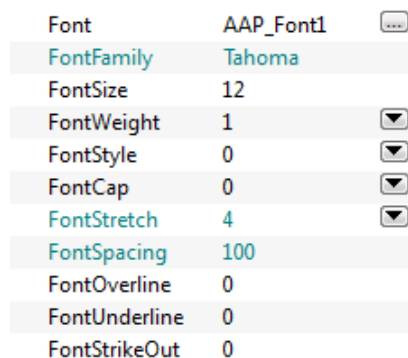 Font AAP_Font1 ...
FontFamily Tahoma
FontSize 12
FontWeight 1
FontStyle 0
FontCap 0
FontStretch 4
FontSpacing 100
FontOverline 0
FontUnderline 0
FontStrikeOut 0